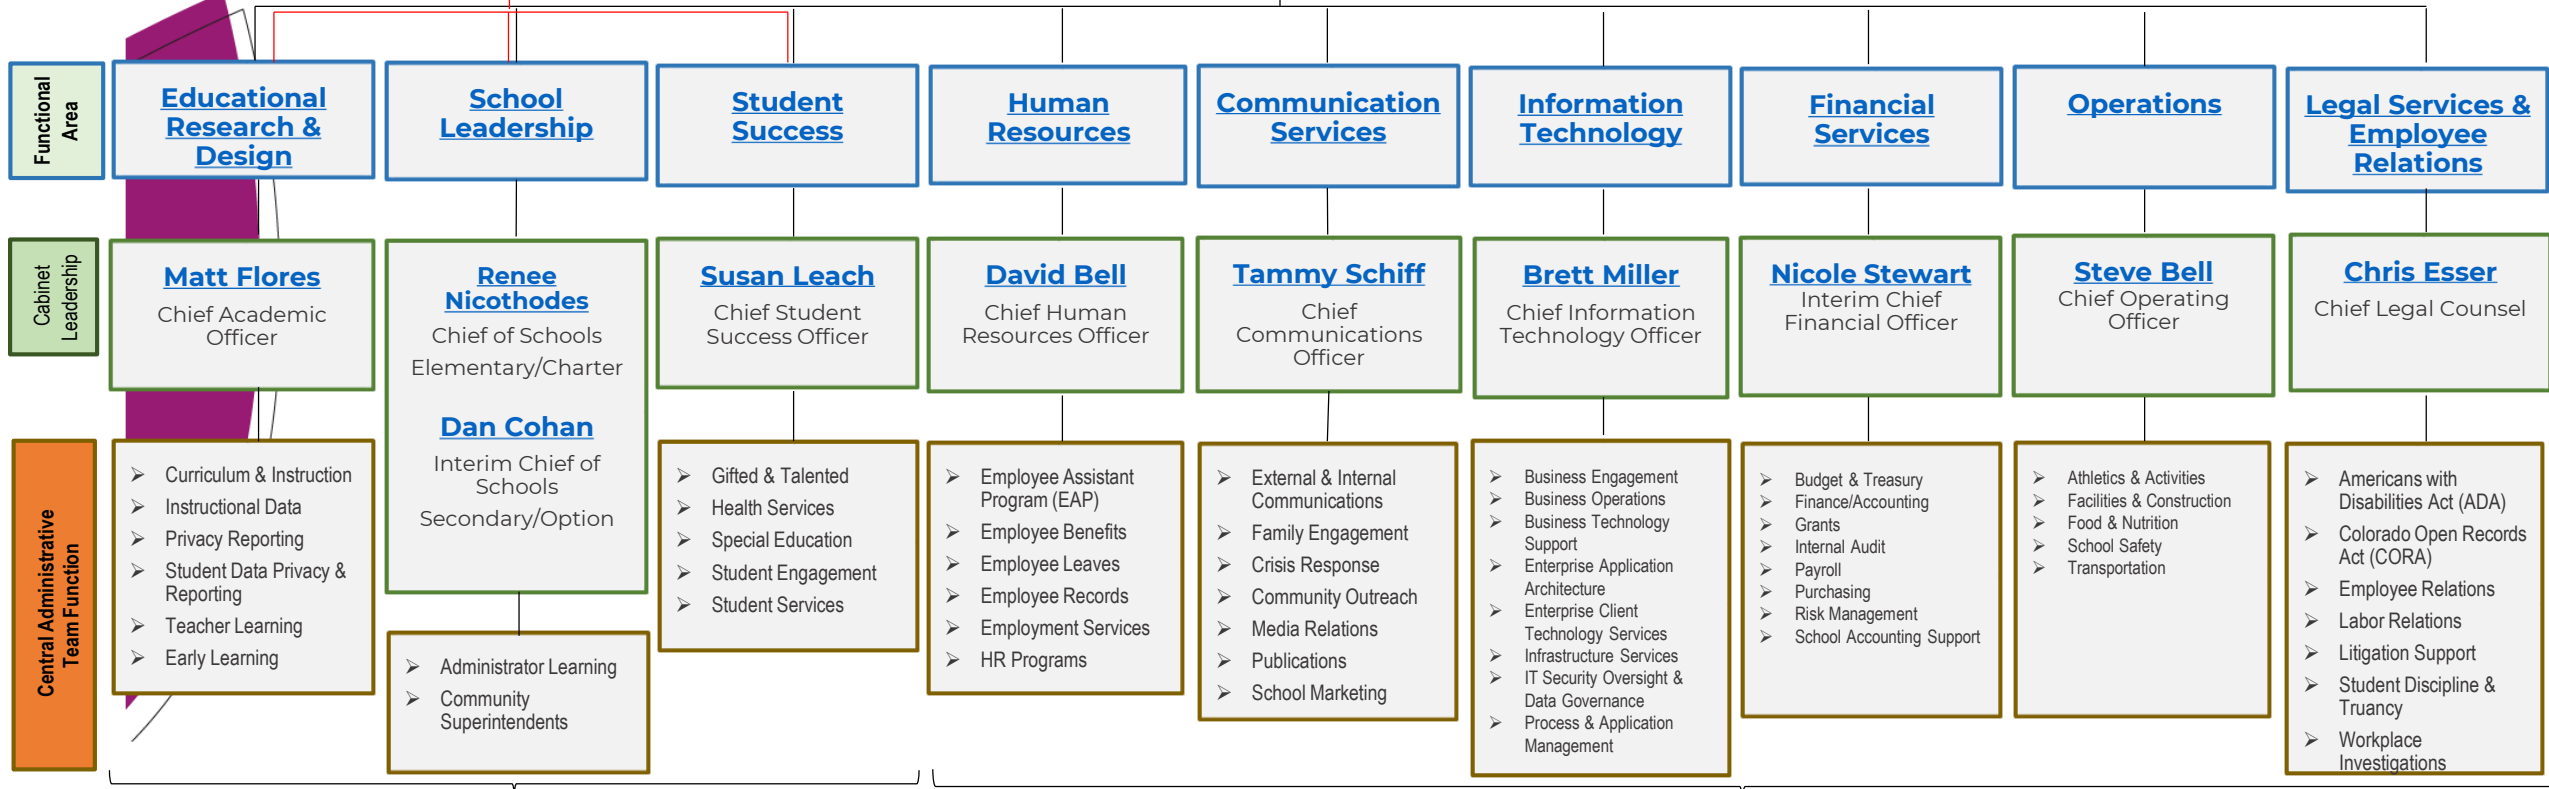 Functional
Area
Educational
Research &
Design
School
Leadership
Student
Success
Human
Resources
Communication
Services
Information
Technology
Financial
Services
Operations
Legal Services &
Employee
Relations
Cabinet
Leadership
Matt Flores
Chief Academic
Officer
Renee
Nicothodes
Chief of Schools
Elementary/Charter
Dan Cohan
Interim Chief of
Schools
Secondary/Option
Susan Leach
Chief Student
Success Officer
David Bell
Chief Human
Resources Officer
Tammy Schiff
Chief
Communications
Officer
Brett Miller
Chief Information
Technology Officer
Nicole Stewart
Interim Chief
Financial Officer
Steve Bell
Chief Operating
Officer
Chris Esser
Chief Legal Counsel
Central Administrative
Team Function
➢ Curriculum & Instruction
➢ Instructional Data
➢ Privacy Reporting
➢ Student Data Privacy &
Reporting
➢ Teacher Learning
➢ Early Learning
➢ Administrator Learning
➢ Community
Superintendents
➢ Gifted & Talented
➢ Health Services
➢ Special Education
➢ Student Engagement
➢ Student Services
➢ Employee Assistant
Program (EAP)
➢ Employee Benefits
➢ Employee Leaves
➢ Employee Records
➢ Employment Services
➢ HR Programs
➢ External & Internal
Communications
➢ Family Engagement
➢ Crisis Response
➢ Community Outreach
➢ Media Relations
➢ Publications
➢ School Marketing
➢ Business Engagement
➢ Business Operations
➢ Business Technology
Support
➢ Enterprise Application
Architecture
➢ Enterprise Client
Technology Services
➢ Infrastructure Services
➢ IT Security Oversight &
Data Governance
➢ Process & Application
Management
➢ Budget & Treasury
➢ Finance/Accounting
➢ Grants
➢ Internal Audit
➢ Payroll
➢ Purchasing
➢ Risk Management
➢ School Accounting Support
➢ Athletics & Activities
➢ Facilities & Construction
➢ Food & Nutrition
➢ School Safety
➢ Transportation
➢ Americans with
Disabilities Act (ADA)
➢ Colorado Open Records
Act (CORA)
➢ Employee Relations
➢ Labor Relations
➢ Litigation Support
➢ Student Discipline &
Truancy
➢ Workplace
Investigations